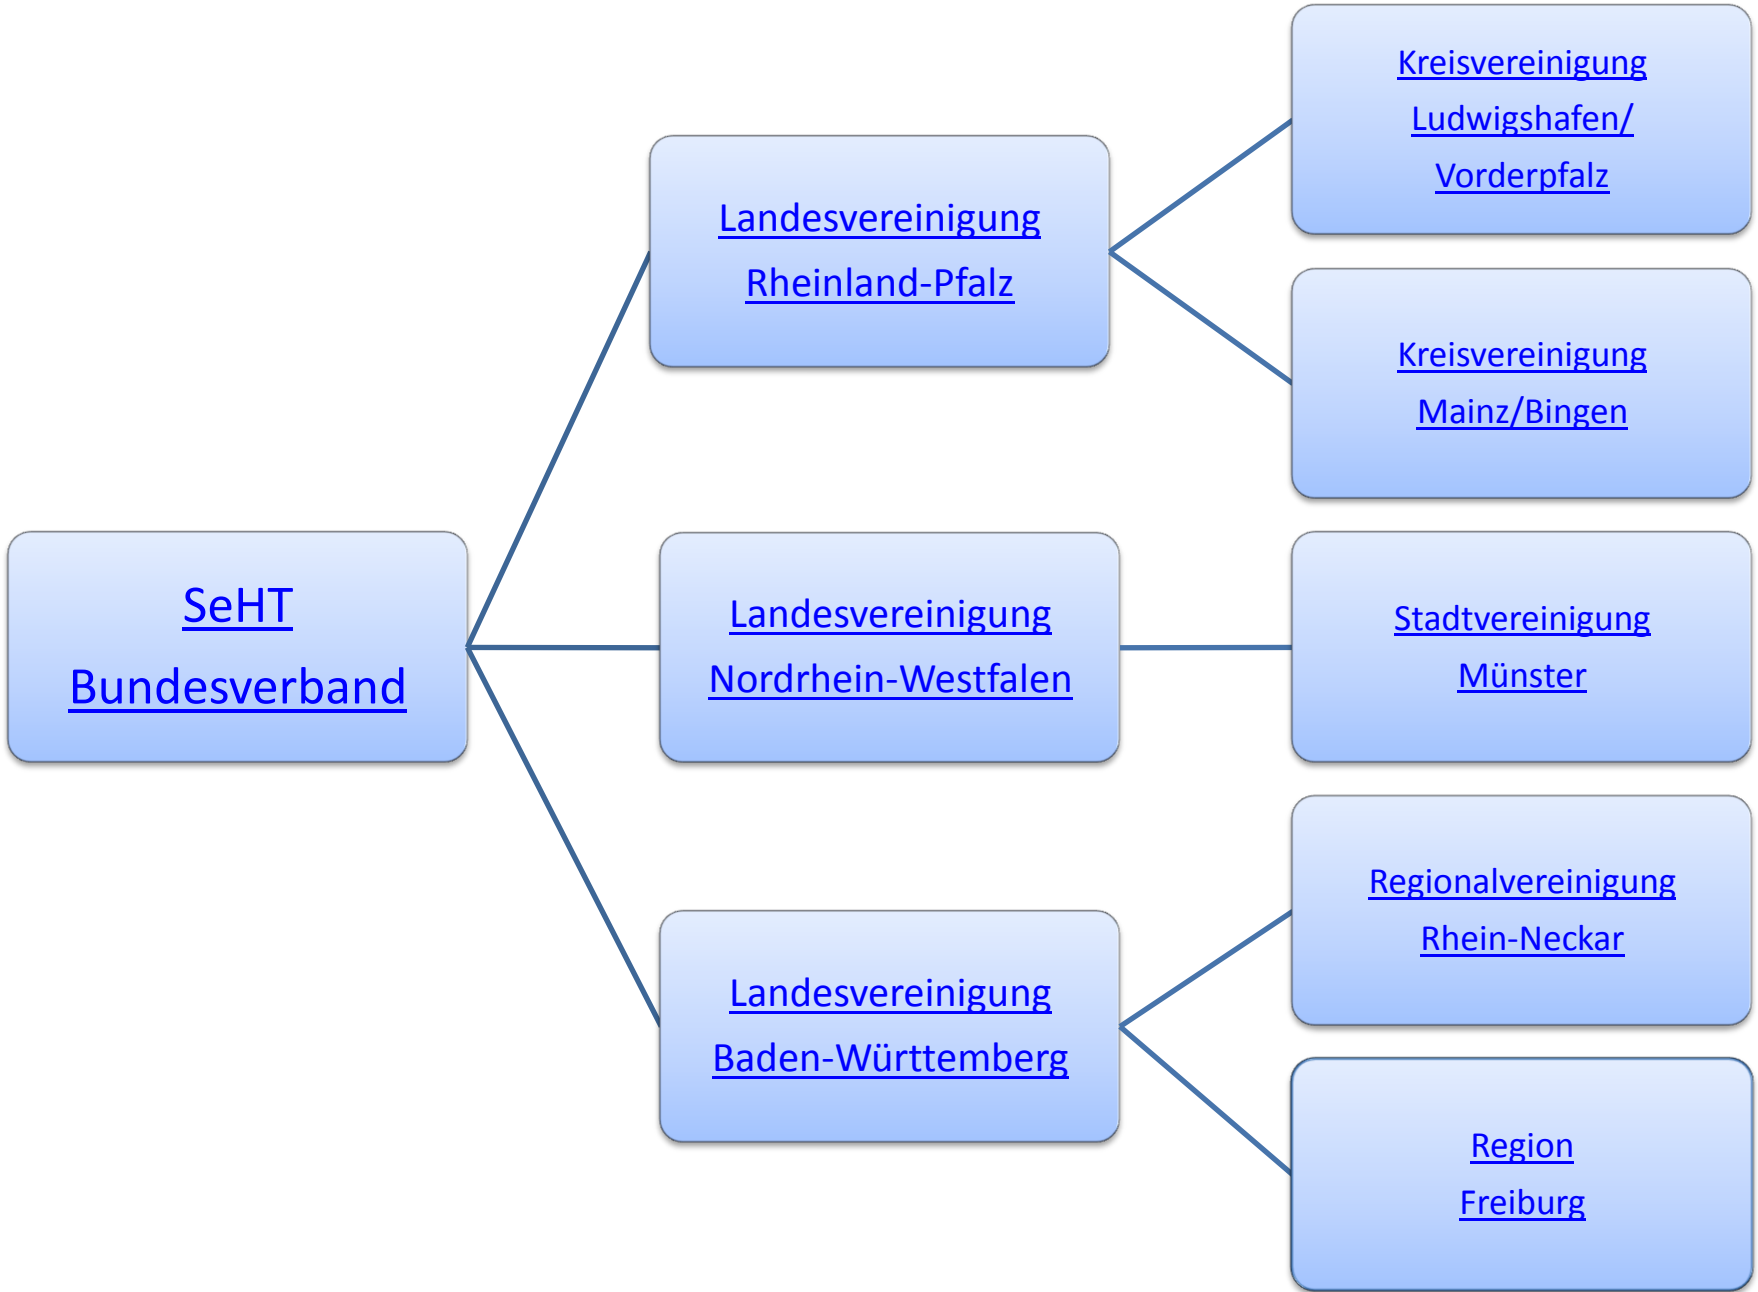 SeHT
Bundesverband
Landesvereinigung
Rheinland-Pfalz
Kreisvereinigung
Ludwigshafen/
Vorderpfalz
Kreisvereinigung
Mainz/Bingen
Landesvereinigung
Nordrhein-Westfalen
Stadtvereinigung
Münster
Landesvereinigung
Baden-Württemberg
Regionalvereinigung
Rhein-Neckar
Region
Freiburg